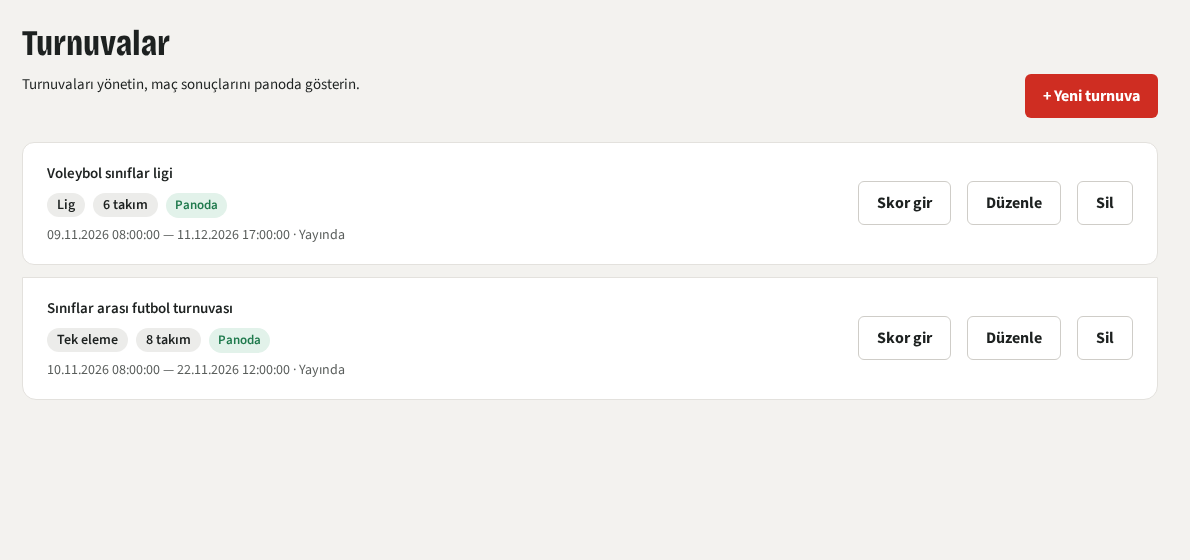 Turnuvalar
Turnuvaları yönetin, maç sonuçlarını panoda gösterin.
+ Yeni turnuva
Voleybol sınıflar ligi
Lig 6 takım Panoda
09.11.2026 08:00:00 — 11.12.2026 17:00:00 · Yayında
Skor gir Düzenle Sil
Sınıflar arası futbol turnuvası
Tek eleme 8 takım Panoda
10.11.2026 08:00:00 — 22.11.2026 12:00:00 · Yayında
Skor gir Düzenle Sil